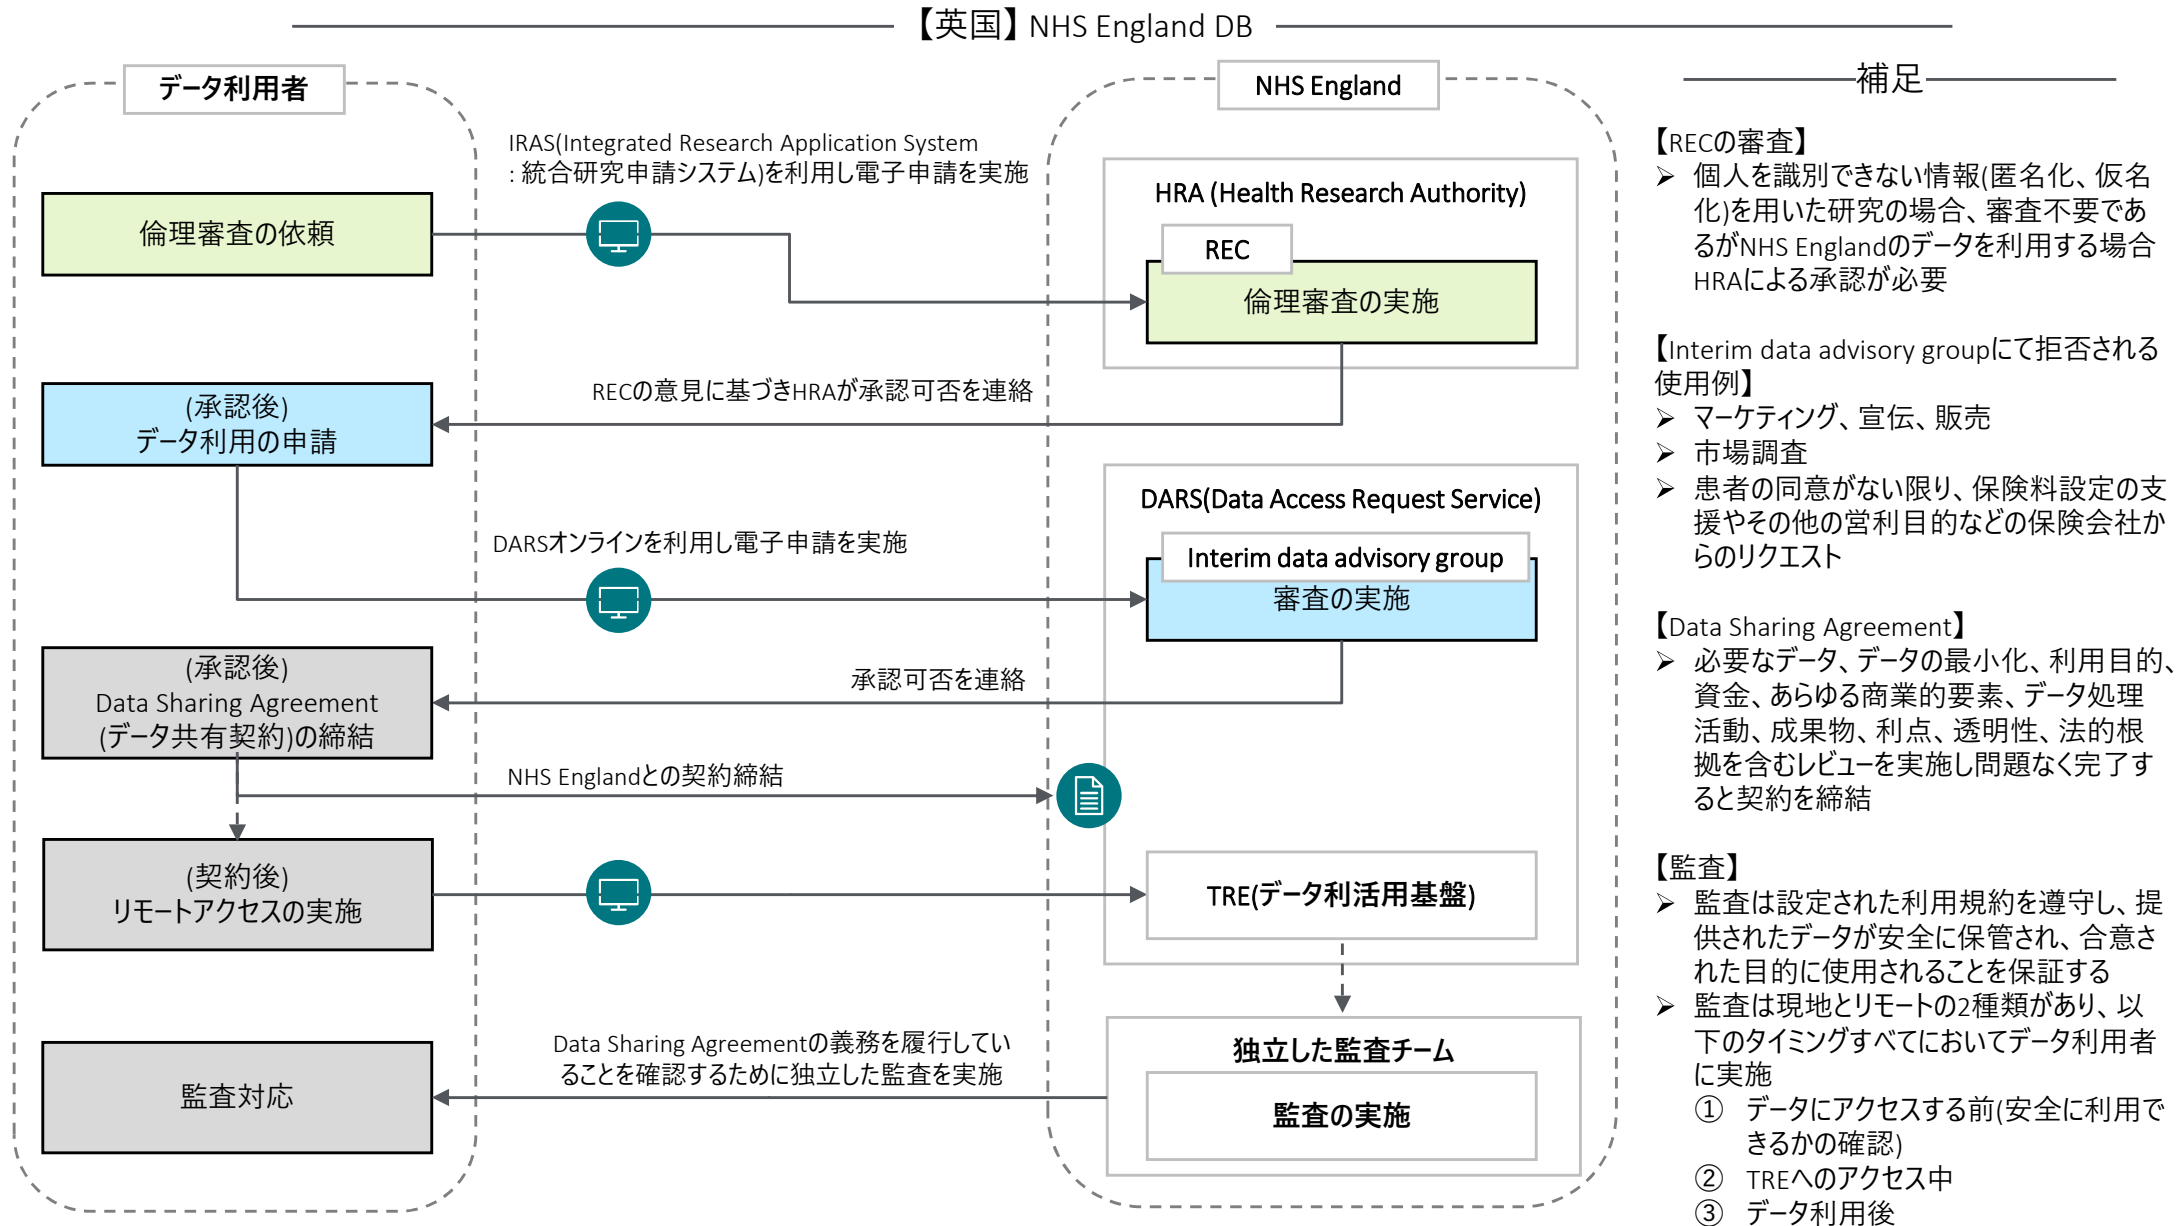 【英国】NHS England DB
データ利用者
NHS England
補足
IRAS(Integrated Research Application System
: 統合研究申請システム)を利用し電子申請を実施
倫理審査の依頼
HRA (Health Research Authority)
REC
倫理審査の実施
RECの意見に基づきHRAが承認可否を連絡
(承認後)
データ利用の申請
DARS(Data Access Request Service)
DARSオンラインを利用し電子申請を実施
Interim data advisory group
審査の実施
承認可否を連絡
(承認後)
Data Sharing Agreement
(データ共有契約)の締結
NHS Englandとの契約締結
(契約後)
リモートアクセスの実施
TRE(データ利活用基盤)
Data Sharing Agreementの義務を履行してい
ることを確認するために独立した監査を実施
独立した監査チーム
監査の実施
監査対応
【RECの審査】
➢ 個人を識別できない情報(匿名化、仮名
化)を用いた研究の場合、審査不要であ
るがNHS Englandのデータを利用する場合
HRAによる承認が必要
【Interim data advisory groupにて拒否される
使用例】
➢ マーケティング、宣伝、販売
➢ 市場調査
➢ 患者の同意がない限り、保険料設定の支
援やその他の営利目的などの保険会社か
らのリクエスト
【Data Sharing Agreement】
➢ 必要なデータ、データの最小化、利用目的、
資金、あらゆる商業的要素、データ処理
活動、成果物、利点、透明性、法的根
拠を含むレビューを実施し問題なく完了す
ると契約を締結
【監査】
➢ 監査は設定された利用規約を遵守し、提
供されたデータが安全に保管され、合意さ
れた目的に使用されることを保証する
➢ 監査は現地とリモートの2種類があり、以
下のタイミングすべてにおいてデータ利用者
に実施
① データにアクセスする前(安全に利用で
きるかの確認)
② TREへのアクセス中
③ データ利用後